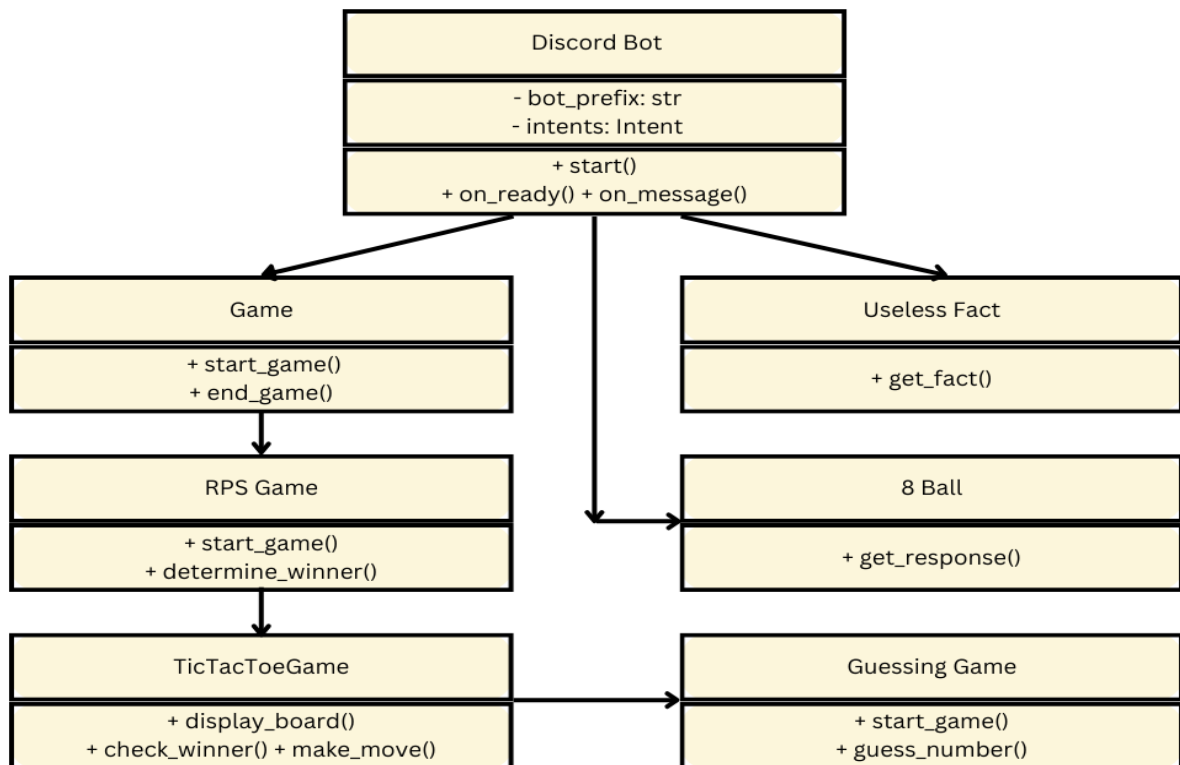 Discord Bot
- bot_prefix: str
- intents: Intent
+ start()
+ on_ready() + on_message()
Game
+ start_game()
+ end_game()
Useless Fact
+ get_fact()
RPS Game
+ start_game()
+ determine_winner()
8 Ball
+ get_response()
TicTacToeGame
+ display_board()
+ check_winner() + make_move()
Guessing Game
+ start_game()
+ guess_number()